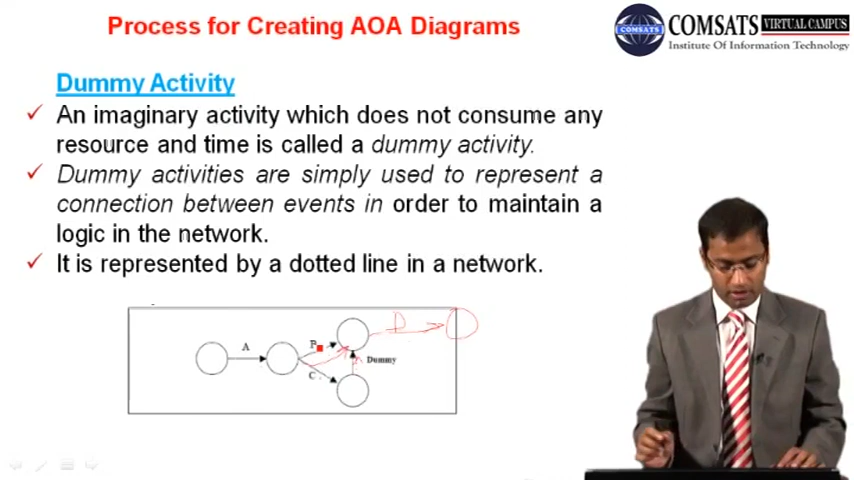 Process for Creating AOA Diagrams
COMSATS
VIRTUAL CAMPUS
COMSATS
Institute Of Information Technology
Dummy Activity
An imaginary activity which does not consume any
resource and time is called a dummy activity.
Dummy activities are simply used to represent a
connection between events in order to maintain a
logic in the network.
It is represented by a dotted line in a network.
A
B
C
Dummy
D